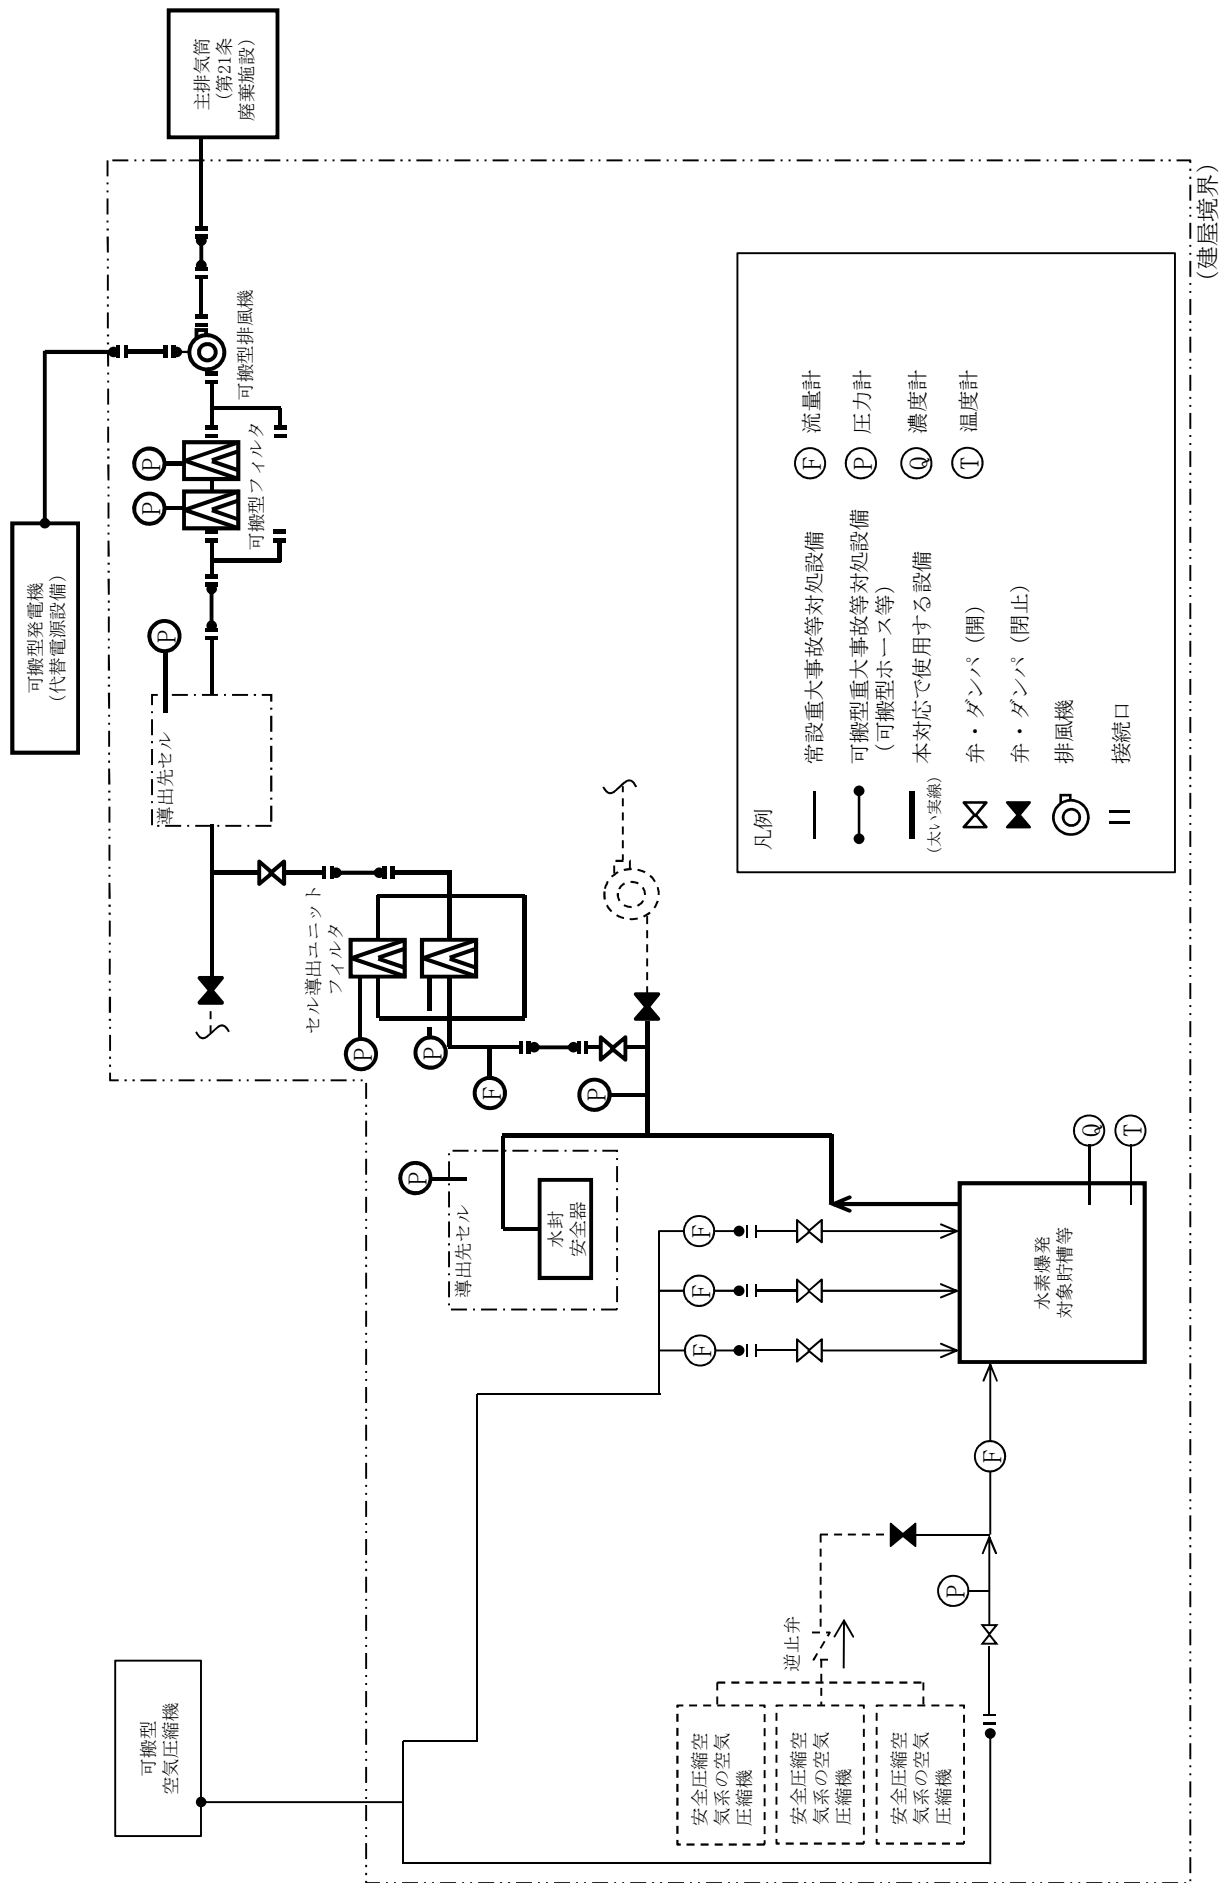 主排気筒
(第21条
廃棄施設)
(建屋境界)
可搬型排風機
P
P
可搬型フィルタ
可搬型発電機
(代替電源設備)
P
導出先セル
セル導出ユニット
フィルタ
P
P
F
P
P
導出先セル
水封
安全器
F
F
F
Q
T
水素爆発
対象貯槽等
F
P
逆止弁
可搬型
空気圧縮機
安全圧縮空
気系の空気
圧縮機
安全圧縮空
気系の空気
圧縮機
安全圧縮空
気系の空気
圧縮機
凡例
常設重大事故等対処設備
可搬型重大事故等対処設備
(可搬型ホース等)
(太い実線)
本対応で使用する設備
弁・ダンパ (開)
弁・ダンパ (閉止)
排風機
接続口
F 流量計
P 圧力計
Q 濃度計
T 温度計